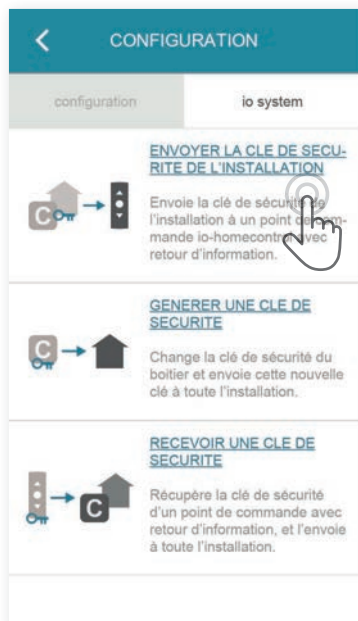 CONFIGURATION
configuration
io system
ENVOYER LA CLE DE SECU-
RITE DE L'INSTALLATION
Envoie la clé de sécurité de
l'installation à un point de com-
mande io-homecontrol avec
retour d'information.
C
GENERER UNE CLE DE
SECURITE
Change la clé de sécurité du
boitier et envoie cette nouvelle
clé à toute l'installation.
C
RECEVOIR UNE CLE DE
SECURITE
Récupère la clé de sécurité
d'un point de commande avec
retour d'information, et l'envoie
à toute l'installation.
C